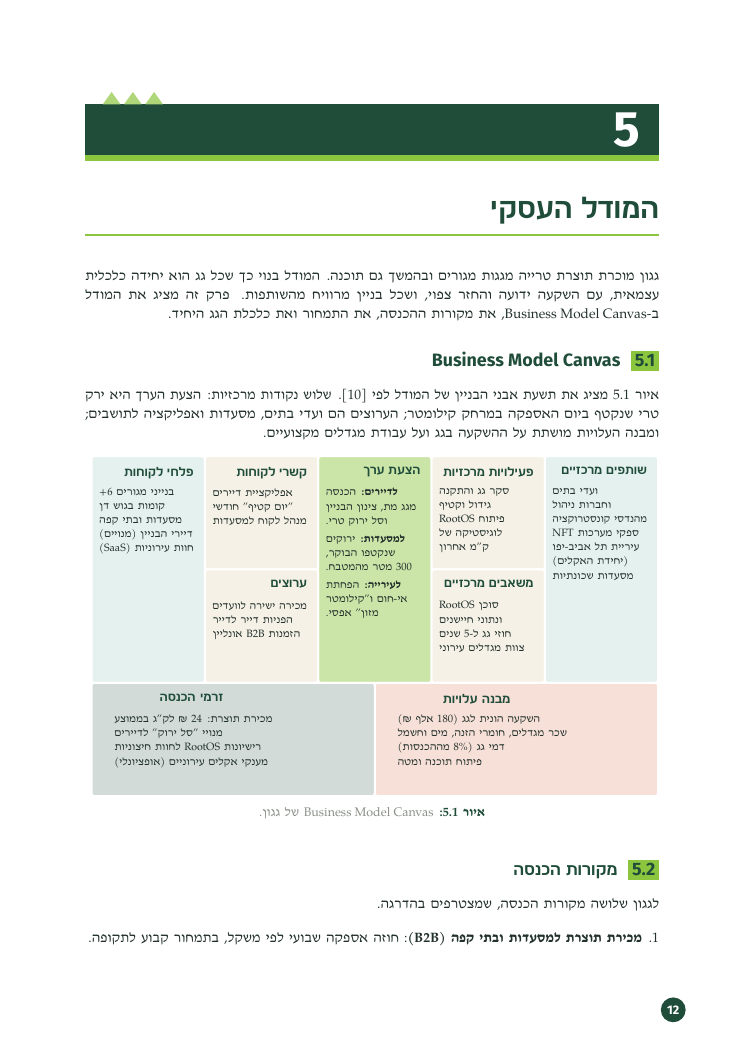 5
המודל העסקי
גגון מוכרת תוצרת טרייה מגגות מגורים ובהמשך גם תוכנה. המודל בנוי כך שכל גג הוא יחידה כלכלית
עצמאית, עם השקעה ידועה והחזר צפוי, ושכל בניין מרוויח מהשותפות. פרק זה מציג את המודל
ב-Business Model Canvas, את מקורות ההכנסה, את התמחור ואת כלכלת הגג היחיד.
5.1 Business Model Canvas
איור 5.1 מציג את תשעת אבני הבניין של המודל לפי [10]. שלוש נקודות מרכזיות: הצעת הערך היא ירק
טרי שנקטף ביום האספקה במרחק קילומטר; הערוצים הם ועדי בתים, מסעדות ואפליקציה לתושבים;
ומבנה העלויות מושתת על ההשקעה בגג ועל עבודת מגדלים מקצועיים.
שותפים מרכזיים
ועדי בתים
וחברות ניהול
מהנדסי קונסטרוקציה
ספקי מערכות NFT
עיריית תל אביב-יפו
(יחידת האקלים)
מסעדות שכונתיות
פעילויות מרכזיות
סקר גג והתקנה
גידול וקטיף
פיתוח RootOS
לוגיסטיקה של
ק"מ אחרון
משאבים מרכזיים
סוכן RootOS
ונתוני חיישנים
חוזי גג ל-5 שנים
צוות מגדלים עירוני
הצעת ערך
לדיירים: הכנסה
מגג מת, צינון הבניין
וסל ירוק טרי.
למסעדות: ירוקים
שנקטפו הבוקר,
300 מטר מהמטבח.
לעירייה: הפחתת
אי-חום ו"קילומטר
מזון" אפסי.
קשרי לקוחות
אפליקציית דיירים
"יום קטיף" חודשי
מנהל לקוח למסעדות
ערוצים
מכירה ישירה לוועדים
הפניות דייר לדייר
הזמנות B2B אונליין
פלחי לקוחות
בנייני מגורים 6+
קומות בגוש דן
מסעדות ובתי קפה
דיירי הבניין (מנויים)
חוות עירוניות (SaaS)
מבנה עלויות
השקעה הונית לגג (180 אלף ₪)
שכר מגדלים, חומרי הזנה, מים וחשמל
דמי גג (8% מההכנסות)
פיתוח תוכנה ומטה
זרמי הכנסה
מכירת תוצרת: 24 ₪ לק"ג בממוצע
מנויי "סל ירוק" לדיירים
רישיונות RootOS לחוות חיצוניות
מענקי אקלים עירוניים (אופציונלי)
איור 5.1: Business Model Canvas של גגון.
5.2 מקורות הכנסה
לגגון שלושה מקורות הכנסה, שמצטרפים בהדרגה.
1. מכירת תוצרת למסעדות ובתי קפה (B2B): חוזה אספקה שבועי לפי משקל, בתמחור קבוע לתקופה.
12